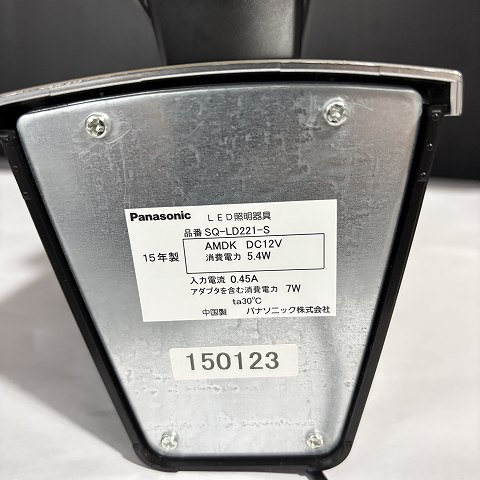 Panasonic LED照明器具
品番 SQ-LD221-S
15年製
AMDK DC12V
消費電力 5.4W
入力電流 0.45A
アダプタを含む消費電力 7W
ta30℃
中国製 パナソニック株式会社
150123